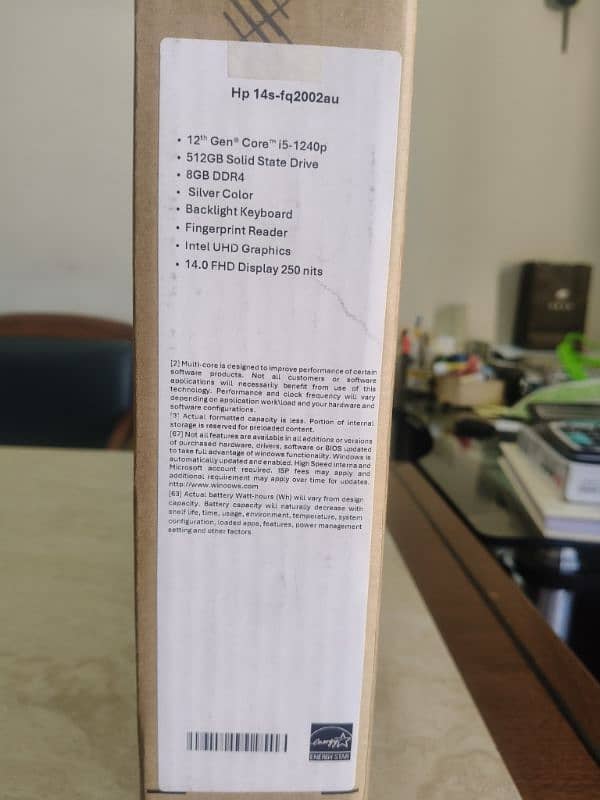 Hp 14s-fq2002au
• 12th Gen® Core™ i5-1240p
• 512GB Solid State Drive
• 8GB DDR4
• Silver Color
• Backlight Keyboard
• Fingerprint Reader
• Intel UHD Graphics
• 14.0 FHD Display 250 nits
[2] Multi-core is designed to improve performance of certain
software products. Not all customers or software
applications will necessarily benefit from use of this
technology. Performance and clock frequency will vary
depending on application workload and your hardware and
software configurations.
[3] Actual formatted capacity is less. Portion of internal
storage is reserved for preloaded content.
[67] Not all features are available in all additions or versions
of purchased hardware, drivers, software or BIOS updated
to take full advantage of windows functionality. Windows is
automatically updated and enabled. High Speed interna and
Microsoft account required. ISP fees may apply and
additional requirement may apply over time for updates.
http://www.windows.com
[63] Actual battery Watt-hours (Wh) will vary from design
capacity. Battery capacity will naturally decrease with
shelf life, time, usage, environment, temperature, system
configuration, loaded apps, features, power management
setting and other factors
energy
ENERGY STAR